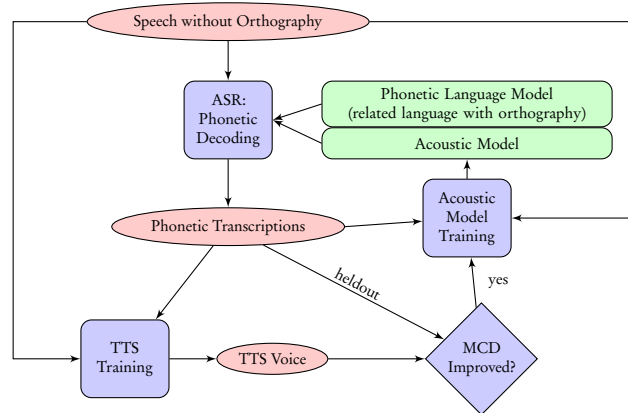 Speech without Orthography
ASR:
Phonetic
Decoding
Phonetic Language Model
(related language with orthography)
Acoustic Model
Phonetic Transcriptions
Acoustic
Model
Training
heldout
yes
TTS
Training
TTS Voice
MCD
Improved?